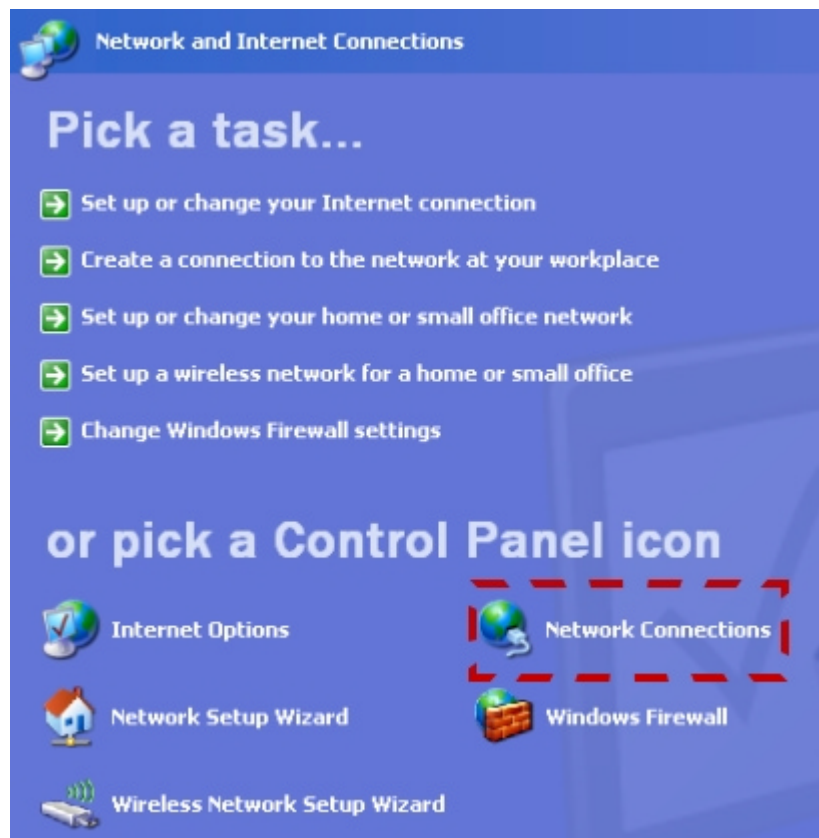 Network and Internet Connections
Pick a task...
Set up or change your Internet connection
Create a connection to the network at your workplace
Set up or change your home or small office network
Set up a wireless network for a home or small office
Change Windows Firewall settings
or pick a Control Panel icon
Internet Options
Network Connections
Network Setup Wizard
Windows Firewall
Wireless Network Setup Wizard